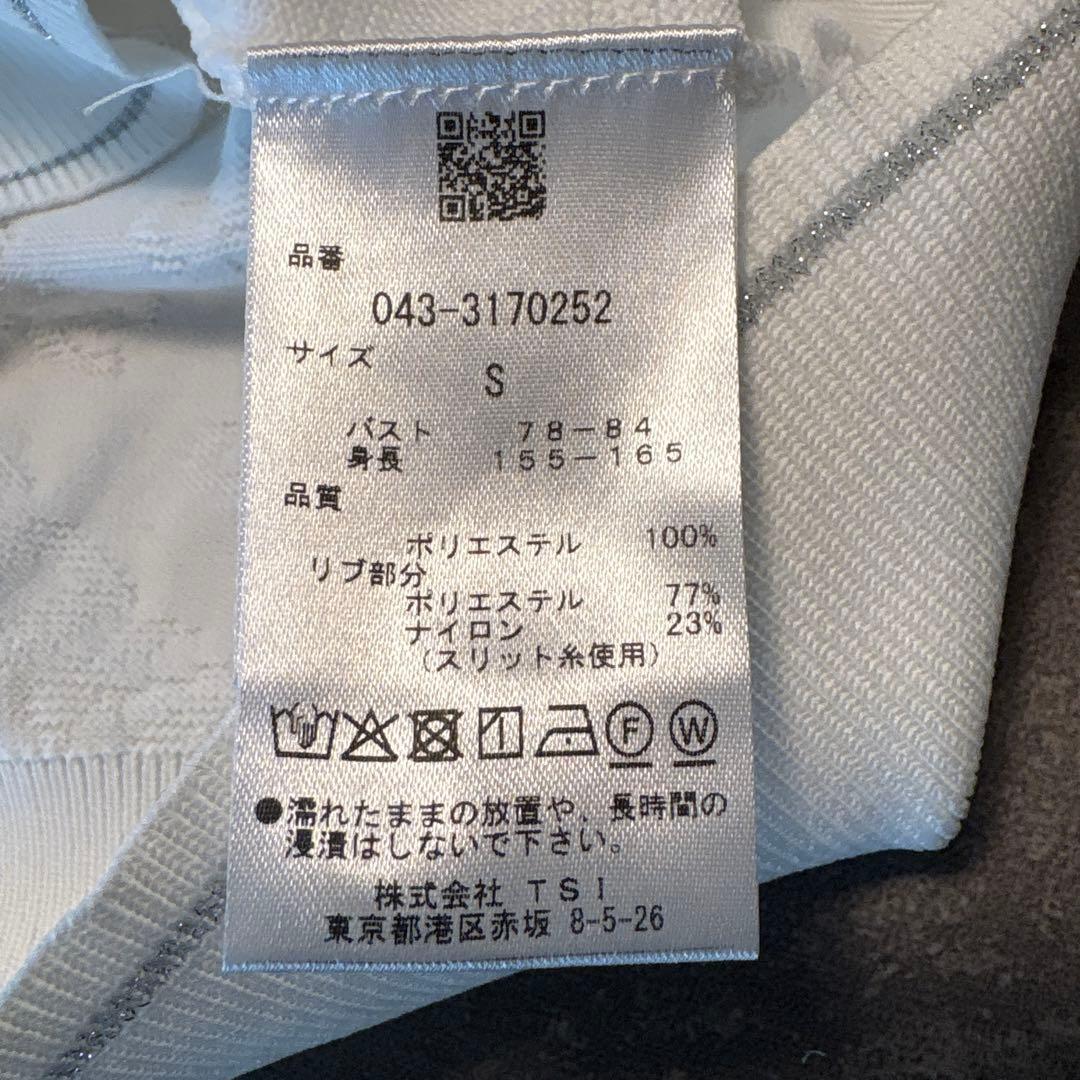 品番
043-3170252
サイズ
S
バスト 78-84
身長 155-165
品質
ポリエステル 100%
リブ部分
ポリエステル 77%
ナイロン 23%
(スリット糸使用)
F W
●濡れたままの放置や、長時間の
浸漬はしないで下さい。
株式会社 TSI
東京都港区赤坂 8-5-26